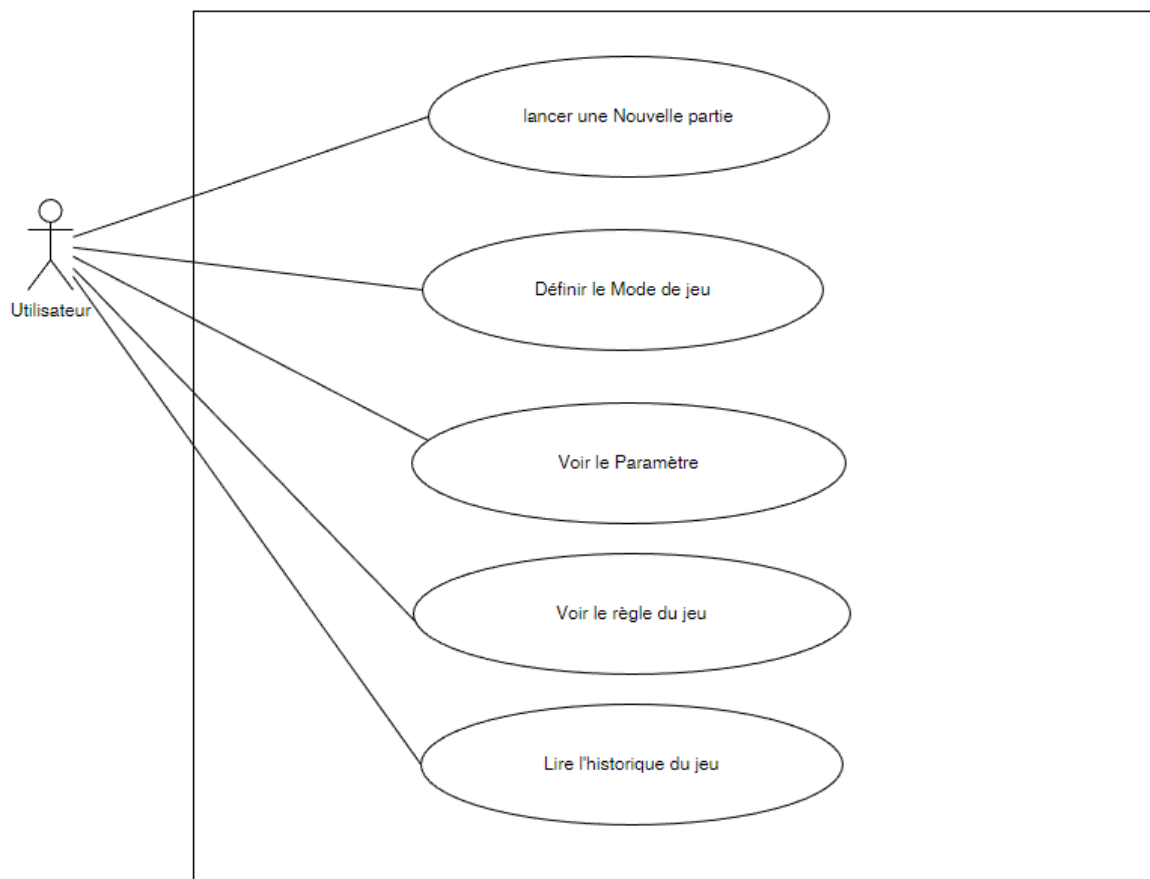 lancer une Nouvelle partie
Définir le Mode de jeu
Utilisateur
Voir le Paramètre
Voir le règle du jeu
Lire l'historique du jeu